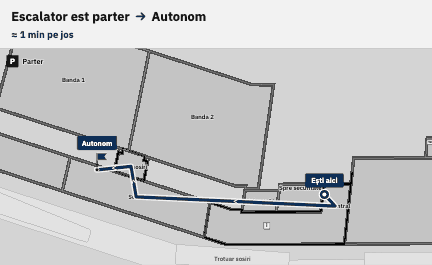 Escalator est parter → Autonom
≈ 1 min pe jos
P Parter
Banda 1
Banda 2
Autonom
Ești aici
Spre securitate
Trotuar sosiri